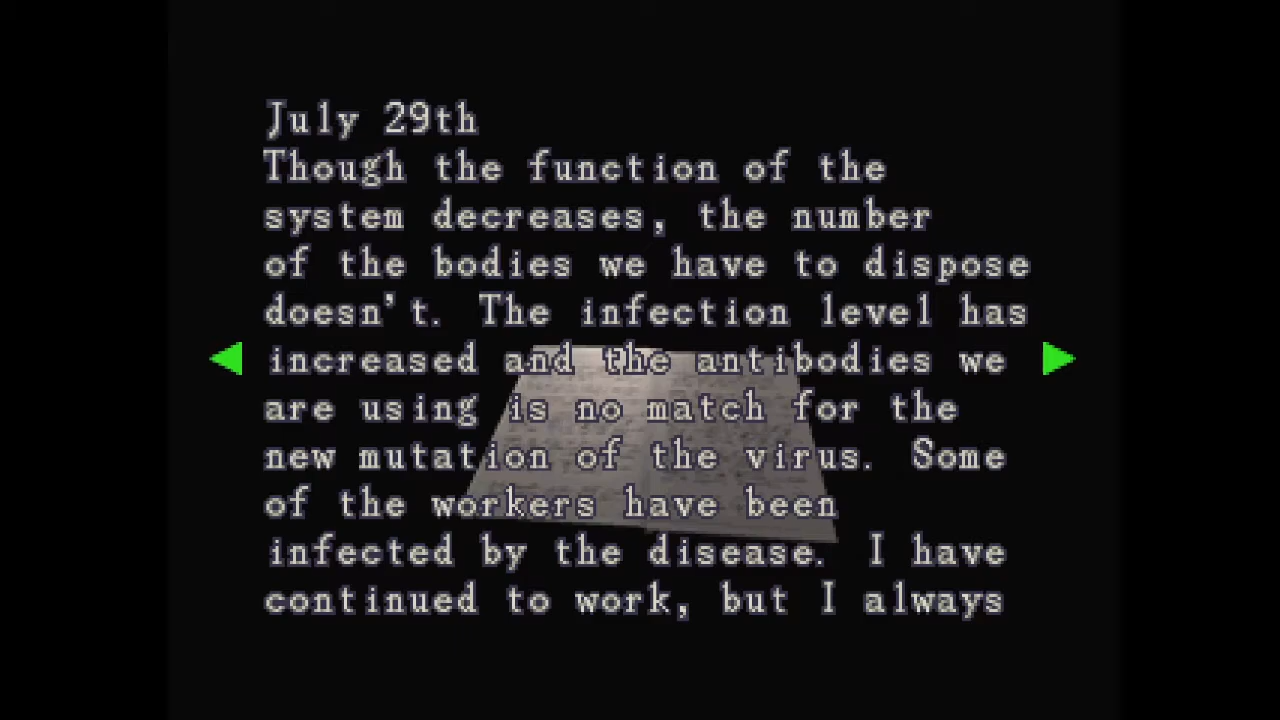 July 29th
Though the function of the
system decreases, the number
of the bodies we have to dispose
doesn't. The infection level has
increased and the antibodies we
are using is no match for the
new mutation of the virus. Some
of the workers have been
infected by the disease. I have
continued to work, but I always